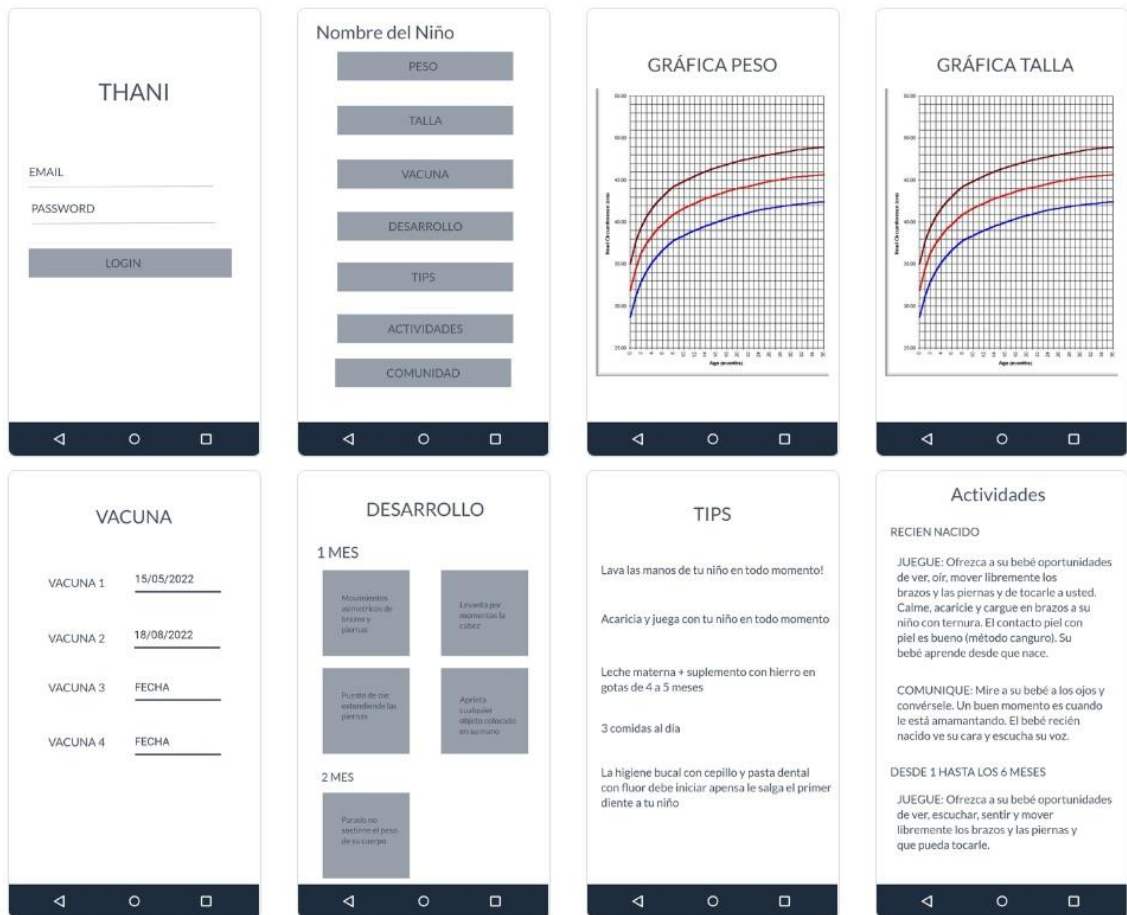 THANI
EMAIL
PASSWORD
LOGIN
Nombre del Niño
PESO
TALLA
VACUNA
DESARROLLO
TIPS
ACTIVIDADES
COMUNIDAD
GRÁFICA PESO
Age (months)
GRÁFICA TALLA
Age (months)
VACUNA
VACUNA 1 15/05/2022
VACUNA 2 18/08/2022
VACUNA 3 FECHA
VACUNA 4 FECHA
DESARROLLO
1 MES
Movimientos
asimetricos de
brazos y
piernas
Levanta por
momentos la
cabez
Puesto de pie
extendiende las
piernas
Aprieta
cualquier
objeto colocado
en su mano
2 MES
Parado no
sostiene el peso
de su cuerpo
TIPS
Lava las manos de tu niño en todo momento!
Acaricia y juega con tu niño en todo momento
Leche materna + suplemento con hierro en
gotas de 4 a 5 meses
3 comidas al día
La higiene bucal con cepillo y pasta dental
con fluor debe iniciar apensa le salga el primer
diente a tu niño
Actividades
RECIEN NACIDO
JUEGUE: Ofrezca a su bebé oportunidades
de ver, oír, mover libremente los
brazos y las piernas y de tocarle a usted.
Calme, acaricie y cargue en brazos a su
niño con ternura. El contacto piel con
piel es bueno (método canguro). Su
bebé aprende desde que nace.
COMUNIQUE: Mire a su bebé a los ojos y
convérsele. Un buen momento es cuando
le está amamantando. El bebé recién
nacido ve su cara y escucha su voz.
DESDE 1 HASTA LOS 6 MESES
JUEGUE: Ofrezca a su bebé oportunidades
de ver, escuchar, sentir y mover
libremente los brazos y las piernas y
que pueda tocarle.